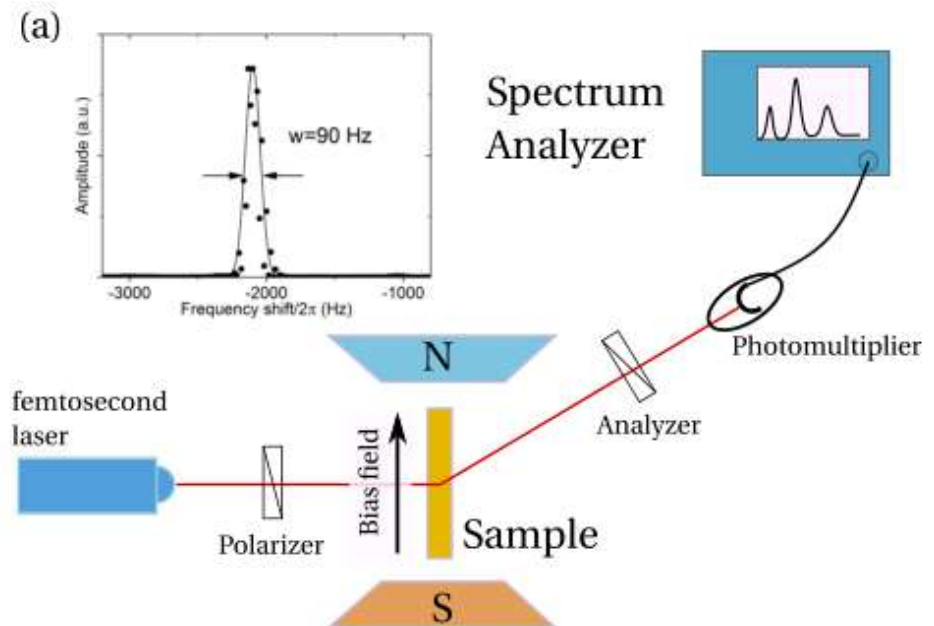 (a)
Amplitude (a.u.)
w=90 Hz
-3000
-2000
-1000
Frequency shift/2π (Hz)
Spectrum
Analyzer
Photomultiplier
Analyzer
N
femtosecond
laser
Polarizer
Bias field
Sample
S